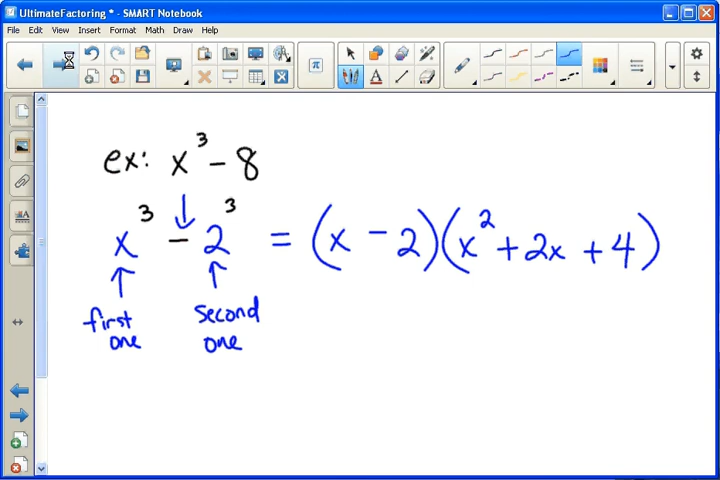 UltimateFactoring * - SMART Notebook
File Edit View Insert Format Math Draw Help
ex: x³ - 8
x³ - 2³ = (x - 2)(x² + 2x + 4)
first second
one one